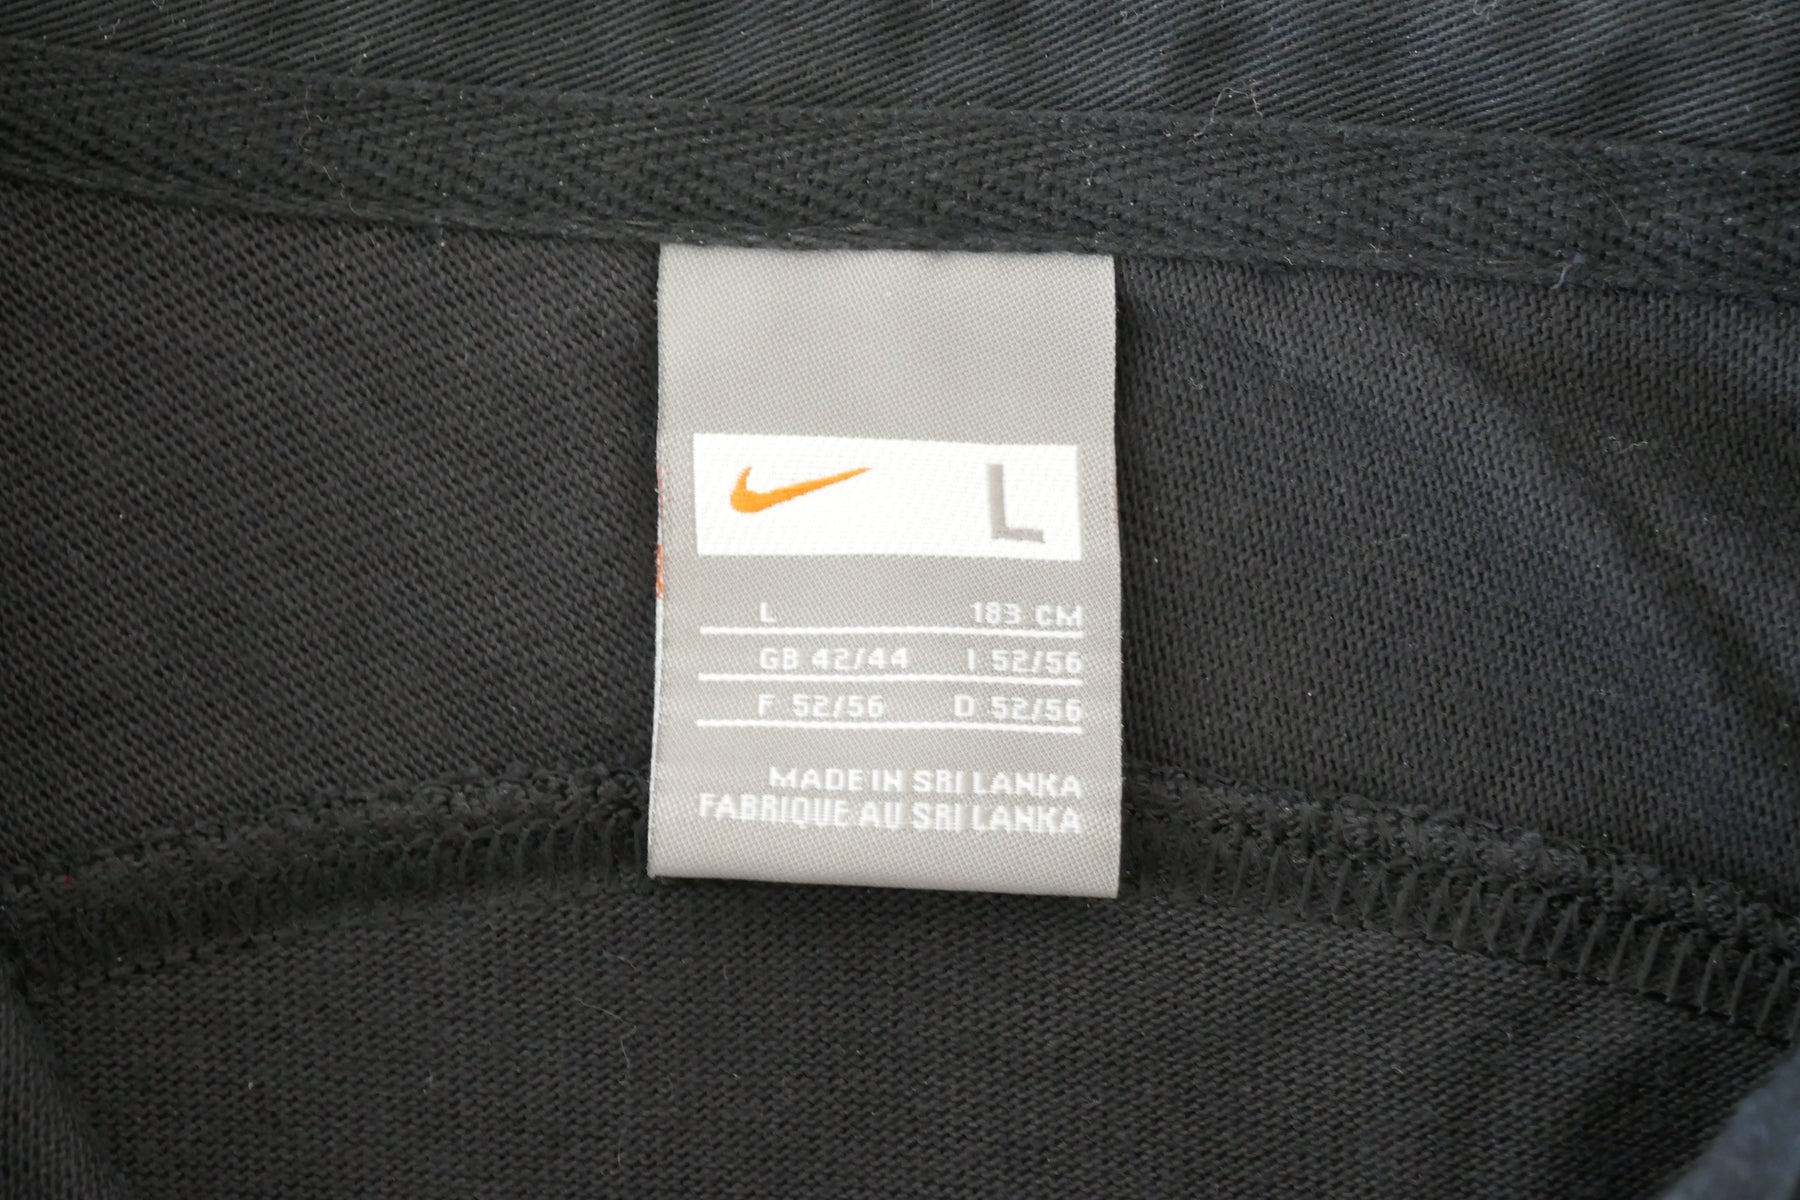 L
L 183 CM
GB 42/44 I 52/56
F 52/56 D 52/56
MADE IN SRI LANKA
FABRIQUE AU SRI LANKA